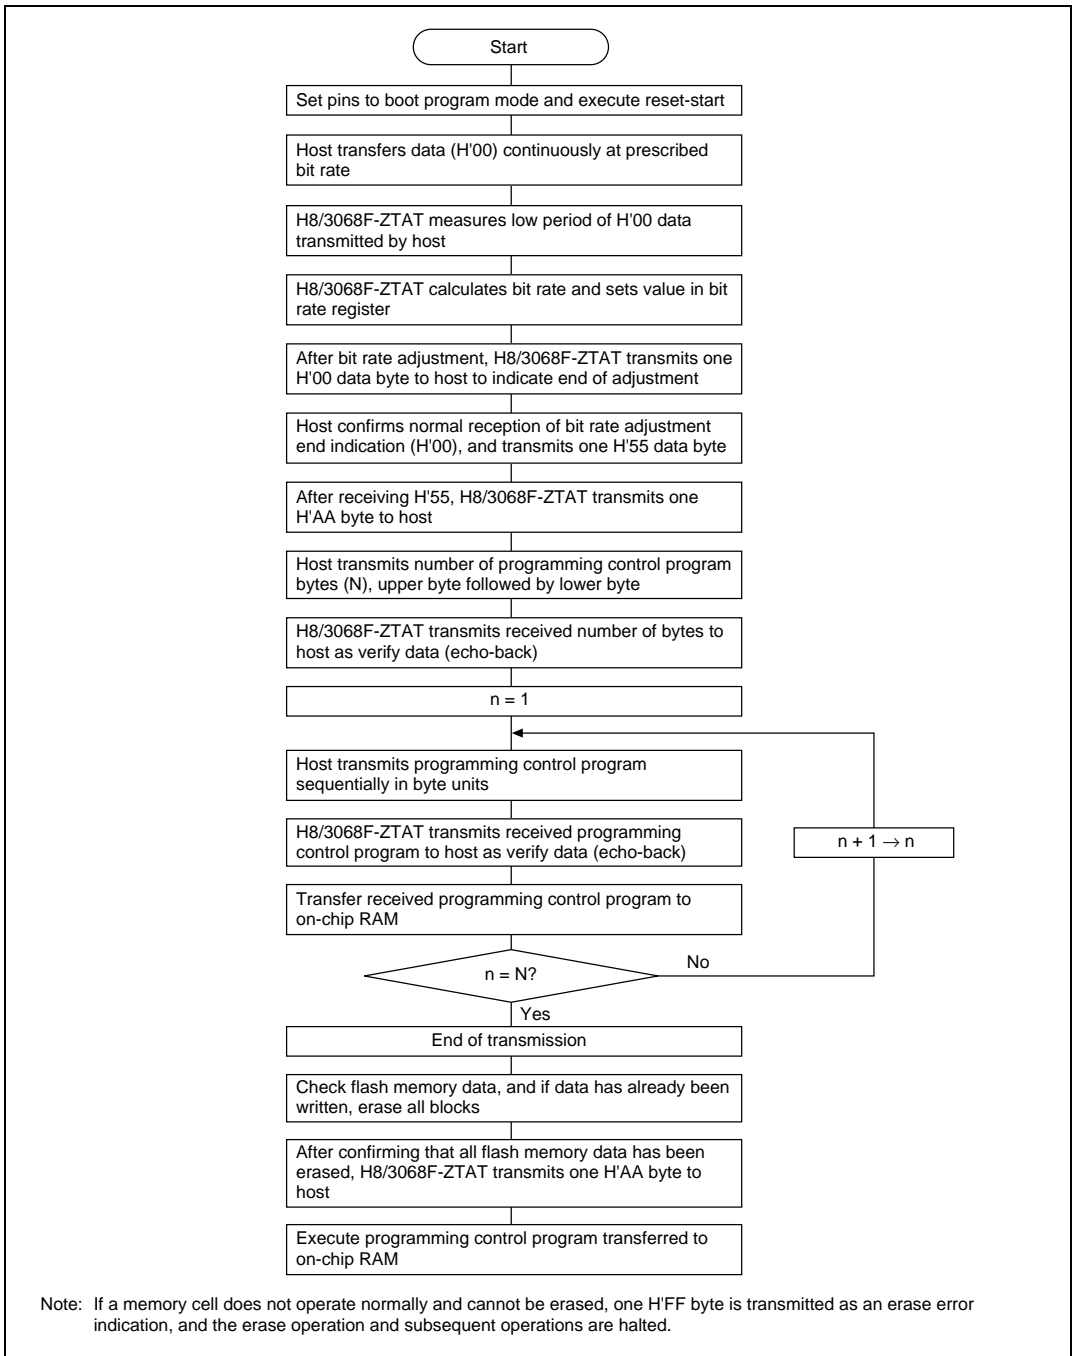 Start
Set pins to boot program mode and execute reset-start
Host transfers data (H'00) continuously at prescribed
bit rate
H8/3068F-ZTAT measures low period of H'00 data
transmitted by host
H8/3068F-ZTAT calculates bit rate and sets value in bit
rate register
After bit rate adjustment, H8/3068F-ZTAT transmits one
H'00 data byte to host to indicate end of adjustment
Host confirms normal reception of bit rate adjustment
end indication (H'00), and transmits one H'55 data byte
After receiving H'55, H8/3068F-ZTAT transmits one
H'AA byte to host
Host transmits number of programming control program
bytes (N), upper byte followed by lower byte
H8/3068F-ZTAT transmits received number of bytes to
host as verify data (echo-back)
n = 1
Host transmits programming control program
sequentially in byte units
H8/3068F-ZTAT transmits received programming
control program to host as verify data (echo-back)
n + 1 → n
Transfer received programming control program to
on-chip RAM
n = N?
No
Yes
End of transmission
Check flash memory data, and if data has already been
written, erase all blocks
After confirming that all flash memory data has been
erased, H8/3068F-ZTAT transmits one H'AA byte to
host
Execute programming control program transferred to
on-chip RAM
Note: If a memory cell does not operate normally and cannot be erased, one H'FF byte is transmitted as an erase error
indication, and the erase operation and subsequent operations are halted.